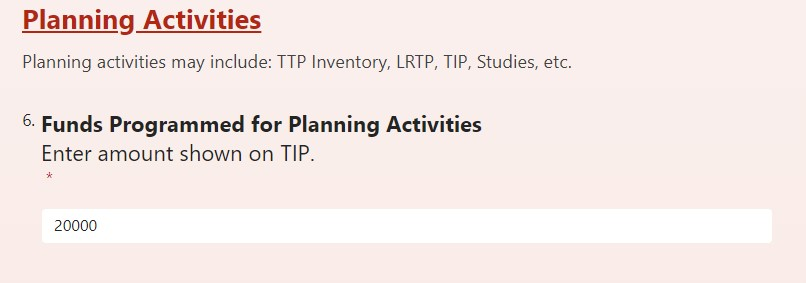 Planning Activities
Planning activities may include: TTP Inventory, LRTP, TIP, Studies, etc.
6. Funds Programmed for Planning Activities
Enter amount shown on TIP.
*
20000